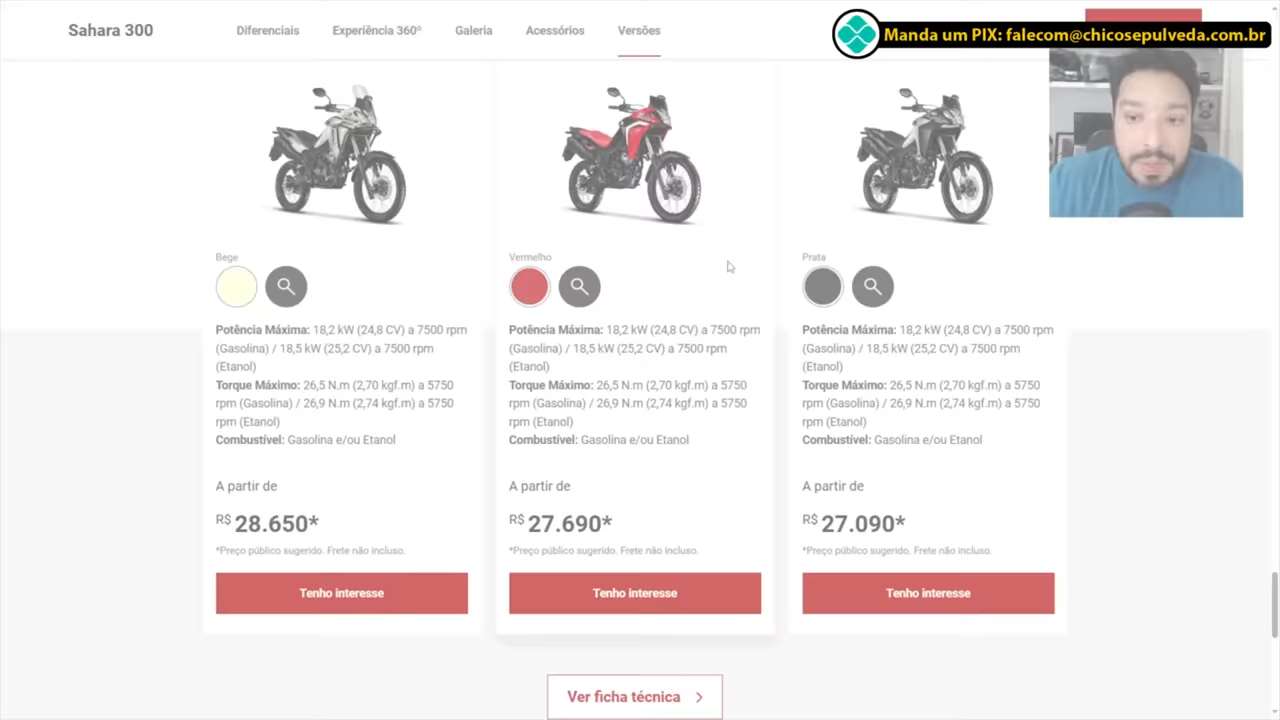 Sahara 300
Diferenciais
Experiência 360º
Galeria
Acessórios
Versões
Manda um PIX: falecom@chicosepulveda.com.br
Bege
Potência Máxima: 18,2 kW (24,8 CV) a 7500 rpm
(Gasolina) / 18,5 kW (25,2 CV) a 7500 rpm
(Etanol)
Torque Máximo: 26,5 N.m (2,70 kgf.m) a 5750
rpm (Gasolina) / 26,9 N.m (2,74 kgf.m) a 5750
rpm (Etanol)
Combustível: Gasolina e/ou Etanol
A partir de
R$ 28.650*
*Preço público sugerido. Frete não incluso.
Tenho interesse
Vermelho
Potência Máxima: 18,2 kW (24,8 CV) a 7500 rpm
(Gasolina) / 18,5 kW (25,2 CV) a 7500 rpm
(Etanol)
Torque Máximo: 26,5 N.m (2,70 kgf.m) a 5750
rpm (Gasolina) / 26,9 N.m (2,74 kgf.m) a 5750
rpm (Etanol)
Combustível: Gasolina e/ou Etanol
A partir de
R$ 27.690*
*Preço público sugerido. Frete não incluso.
Tenho interesse
Prata
Potência Máxima: 18,2 kW (24,8 CV) a 7500 rpm
(Gasolina) / 18,5 kW (25,2 CV) a 7500 rpm
(Etanol)
Torque Máximo: 26,5 N.m (2,70 kgf.m) a 5750
rpm (Gasolina) / 26,9 N.m (2,74 kgf.m) a 5750
rpm (Etanol)
Combustível: Gasolina e/ou Etanol
A partir de
R$ 27.090*
*Preço público sugerido. Frete não incluso.
Tenho interesse
Ver ficha técnica